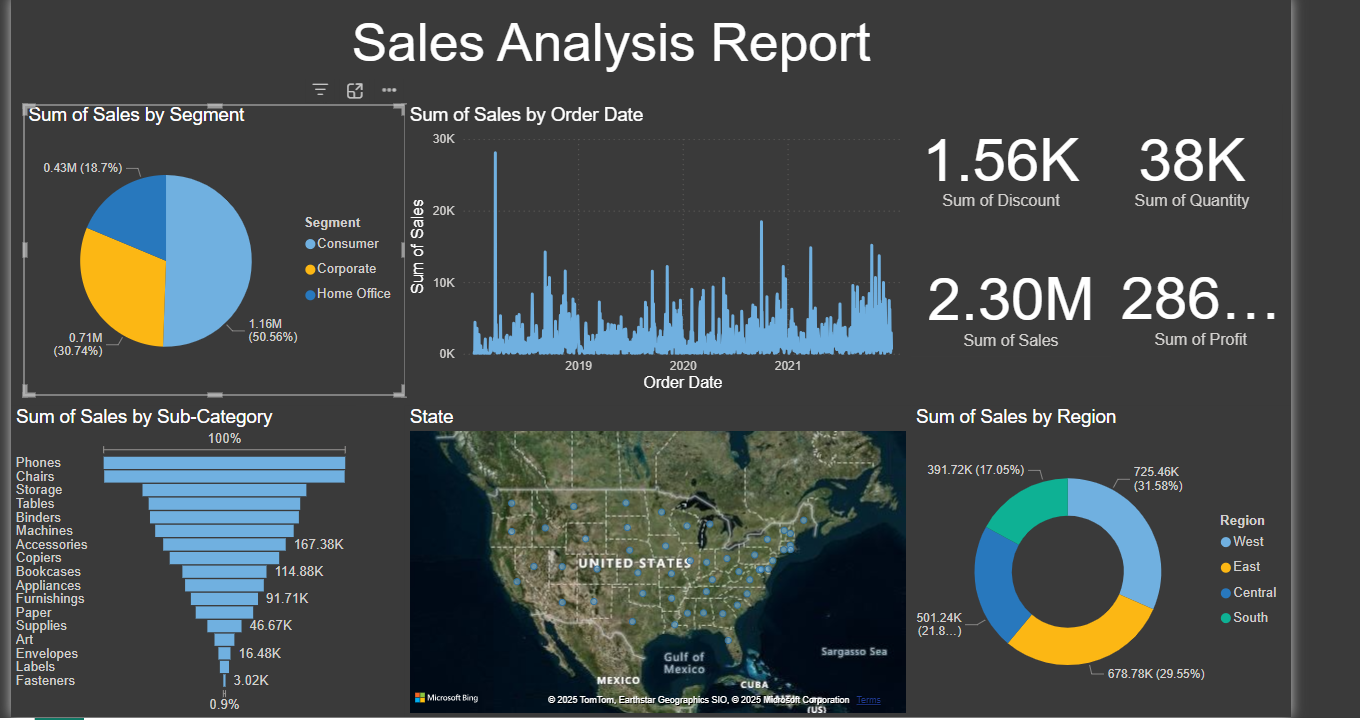 Sales Analysis Report
Sum of Sales by Segment
0.43M (18.7%)
0.71M
(30.74%)
1.16M
(50.56%)
Segment
Consumer
Corporate
Home Office
Sum of Sales by Order Date
Sum of Sales
30K
20K
10K
0K
2019
2020
2021
Order Date
1.56K
Sum of Discount
38K
Sum of Quantity
2.30M
Sum of Sales
286...
Sum of Profit
Sum of Sales by Sub-Category
100%
Phones
Chairs
Storage
Tables
Binders
Machines
Accessories 167.38K
Copiers
Bookcases 114.88K
Appliances
Furnishings 91.71K
Paper
Supplies 46.67K
Art
Envelopes 16.48K
Labels
Fasteners 3.02K
0.9%
State
UNITED STATES
Gulf of
Mexico
Sargasso Sea
MEXICO
CUBA
(US)
Microsoft Bing
© 2025 TomTom, Earthstar Geographics SIO, © 2025 Microsoft Corporation Terms
Sum of Sales by Region
391.72K (17.05%)
725.46K
(31.58%)
501.24K
(21.8...)
678.78K (29.55%)
Region
West
East
Central
South